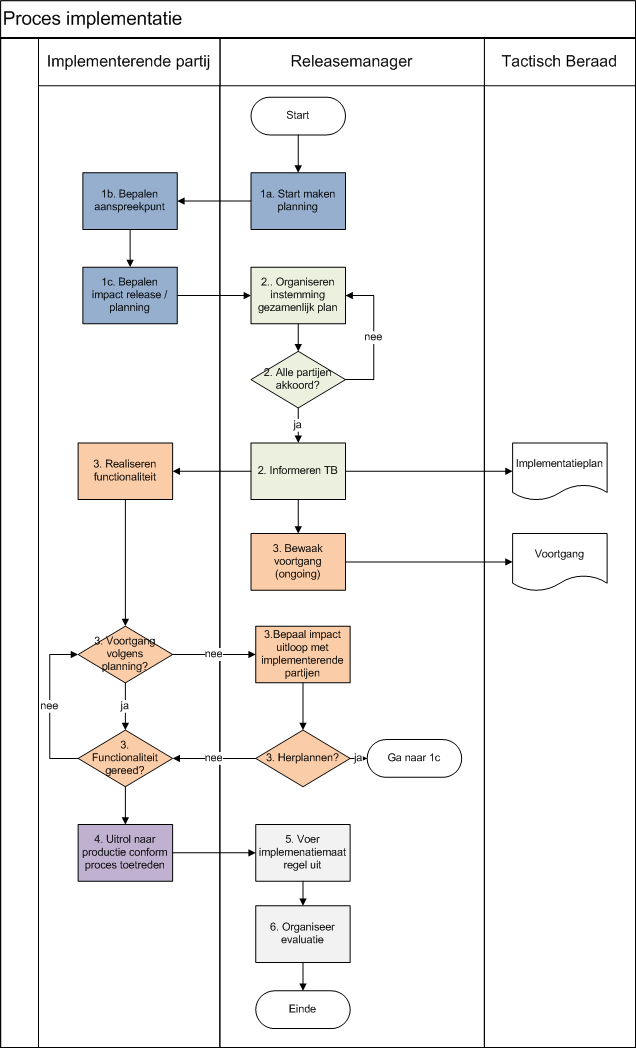 Proces implementatie
Implementerende partij
Releasemanager
Tactisch Beraad
Start
1b. Bepalen
aanspreekpunt
1a. Start maken
planning
1c. Bepalen
impact release /
planning
2.. Organiseren
instemming
gezamenlijk plan
nee
2. Alle partijen
akkoord?
ja
3. Realiseren
functionaliteit
2. Informeren TB
Implementatieplan
3. Bewaak
voortgang
(ongoing)
Voortgang
3. Voortgang
volgens
planning?
nee
3.Bepaal impact
uitloop met
implementerende
partijen
nee
ja
3.
Functionaliteit
gereed?
nee
3. Herplannen?
ja
Ga naar 1c
4. Uitrol naar
productie conform
proces toetreden
5. Voer
implemenatiemaat
regel uit
6. Organiseer
evaluatie
Einde